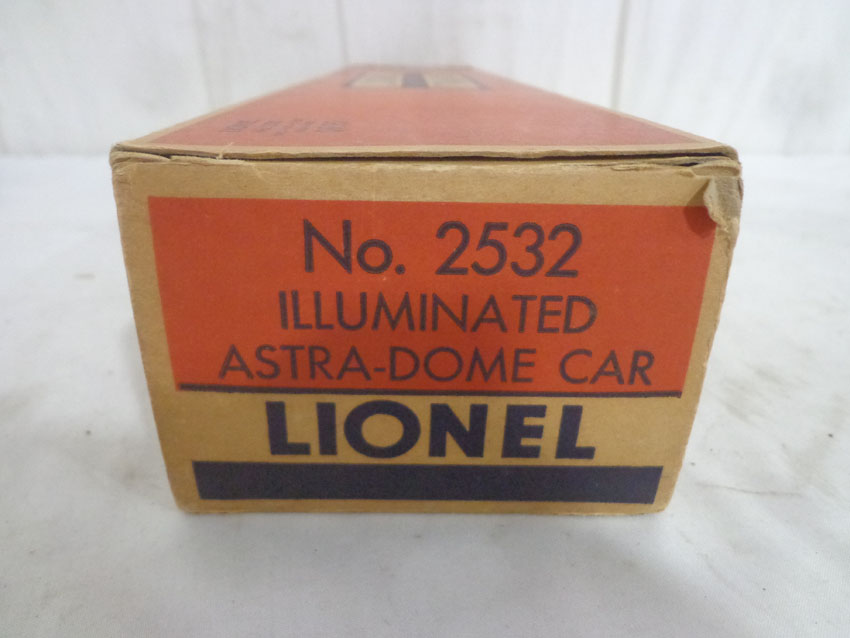 No. 2532
ILLUMINATED
ASTRA-DOME CAR
LIONEL